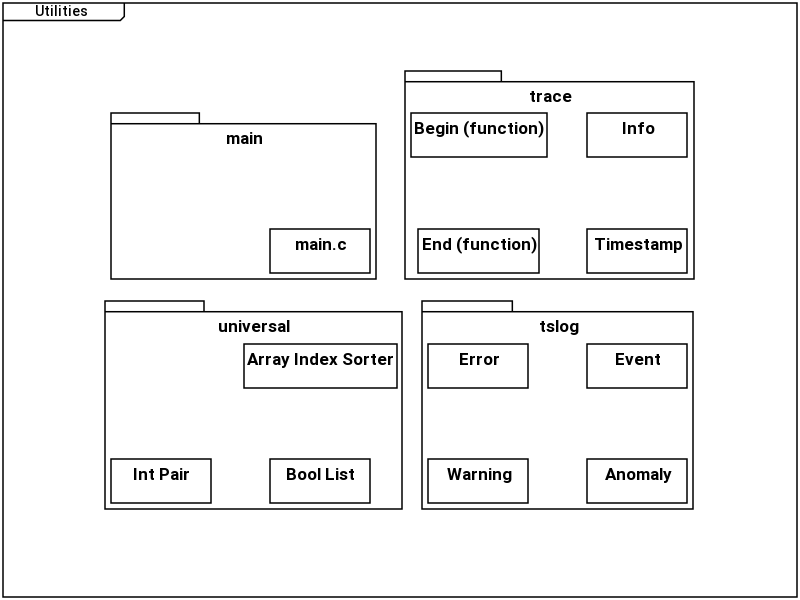 Utilities
main
main.c
trace
Begin (function)
Info
End (function)
Timestamp
universal
Array Index Sorter
Int Pair
Bool List
tslog
Error
Event
Warning
Anomaly